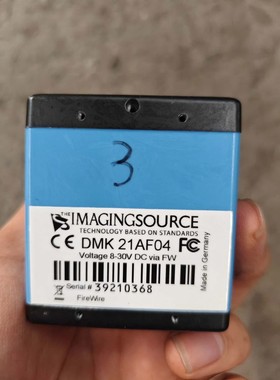 3
THE
IMAGINGSOURCE
TECHNOLOGY BASED ON STANDARDS
CE DMK 21AF04 FC
Voltage 8-30V DC via FW
Serial # 39210368
FireWire
Made in Germany